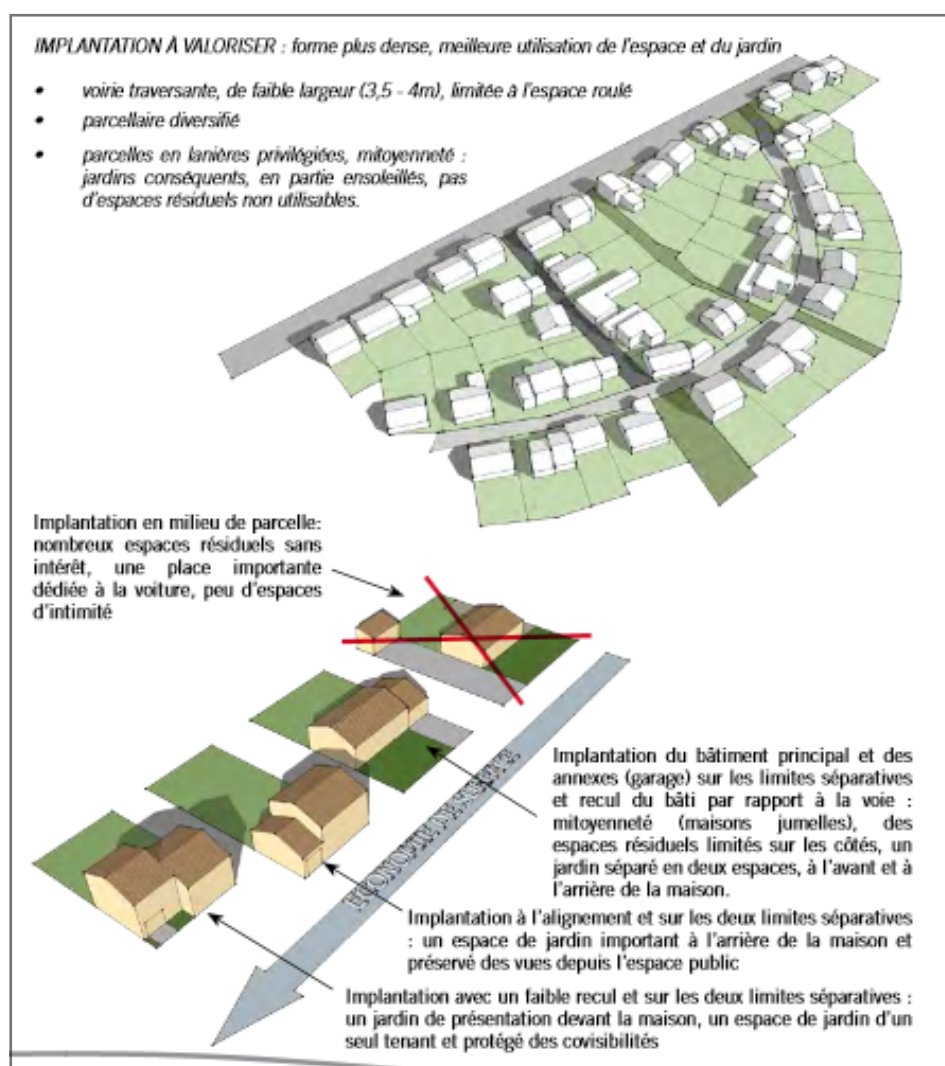 IMPLANTATION À VALORISER : forme plus dense, meilleure utilisation de l'espace et du jardin
• voirie traversante, de faible largeur (3,5 - 4m), limitée à l'espace roulé
• parcellaire diversifié
• parcelles en lanières privilégiées, mitoyenneté :
jardins conséquents, en partie ensoleillés, pas
d'espaces résiduels non utilisables.
Implantation en milieu de parcelle:
nombreux espaces résiduels sans
intérêt, une place importante
dédiée à la voiture, peu d'espaces
d'intimité
Implantation du bâtiment principal et des
annexes (garage) sur les limites séparatives
et recul du bâti par rapport à la voie :
mitoyenneté (maisons jumelles), des
espaces résiduels limités sur les côtés, un
jardin séparé en deux espaces, à l'avant et à
l'arrière de la maison.
Implantation à l'alignement et sur les deux limites séparatives
: un espace de jardin important à l'arrière de la maison et
préservé des vues depuis l'espace public
Implantation avec un faible recul et sur les deux limites séparatives :
un jardin de présentation devant la maison, un espace de jardin d'un
seul tenant et protégé des covisibilités